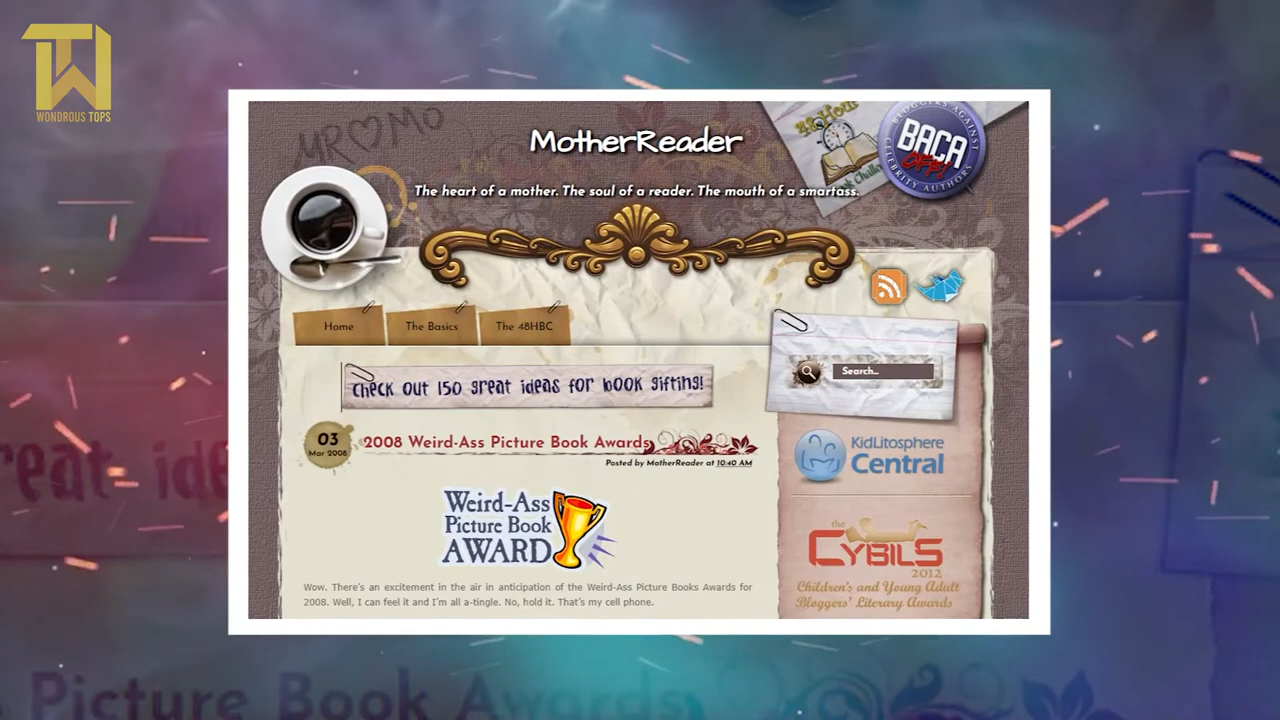 WONDROUS TOPS
MR♡MO
MotherReader
The heart of a mother. The soul of a reader. The mouth of a smartass.
BLOGGERS AGAINST
BACA
CELEBRITY AUTHORS
Home
The Basics
The 48HBC
Search...
Check out 150 great ideas for book gifting!
03
Mar 2008
2008 Weird-Ass Picture Book Awards
Posted by MotherReader at 10:40 AM
KidLitosphere
Central
Weird-Ass
Picture Book
AWARD
the
CYBILS
2012
Children's and Young Adult
Bloggers' Literary Awards
Wow. There's an excitement in the air in anticipation of the Weird-Ass Picture Books Awards for
2008. Well, I can feel it and I'm all a-tingle. No, hold it. That's my cell phone.
Picture Book Awards